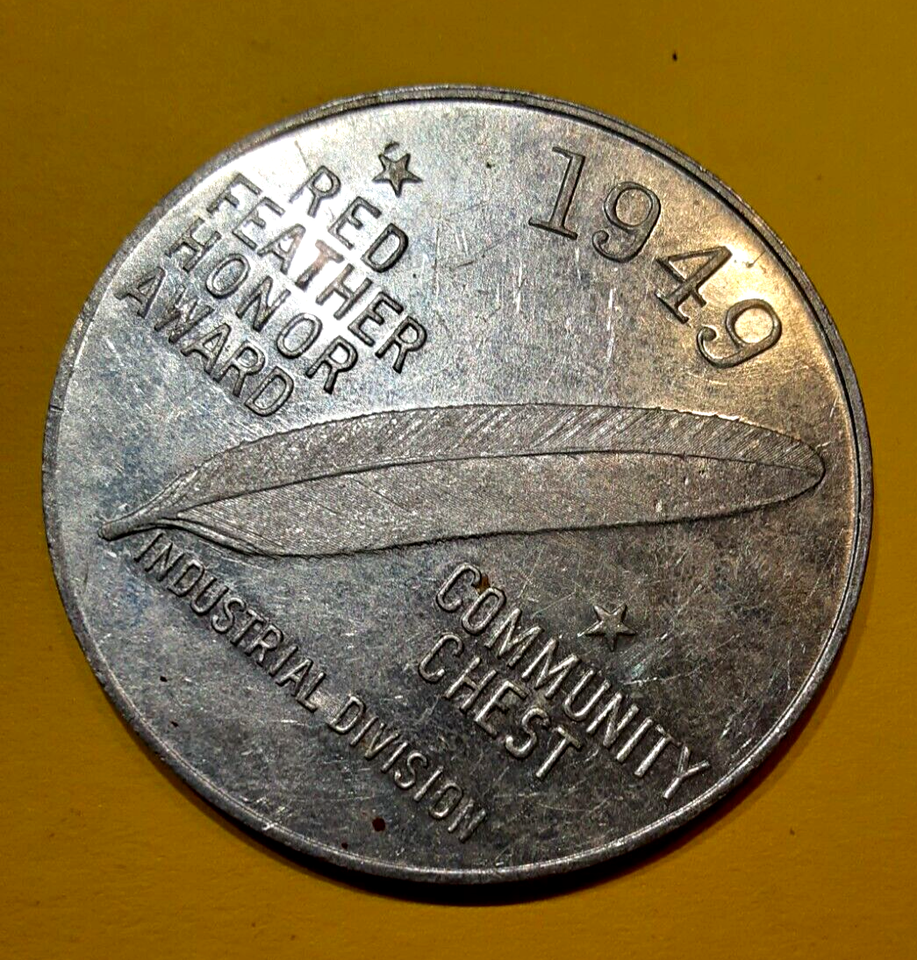 1949
RED
FEATHER
HONOR
AWARD
COMMUNITY
CHEST
INDUSTRIAL DIVISION